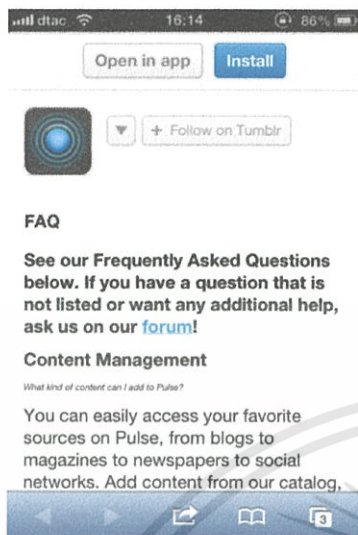 dtac 16:14 86%
Open in app Install
+ Follow on Tumblr
FAQ
See our Frequently Asked Questions
below. If you have a question that is
not listed or want any additional help,
ask us on our forum!
Content Management
What kind of content can I add to Pulse?
You can easily access your favorite
sources on Pulse, from blogs to
magazines to newspapers to social
networks. Add content from our catalog,
3